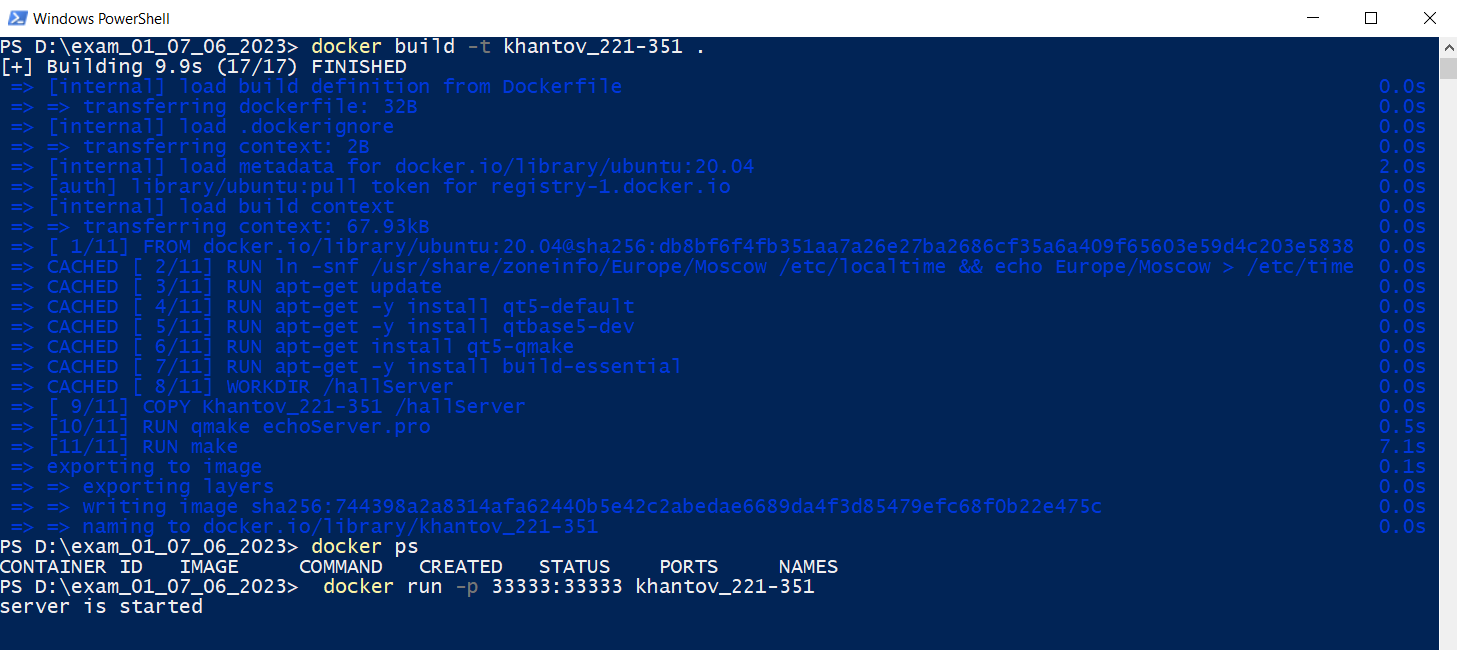 Windows PowerShell
PS D:\exam_01_07_06_2023> docker build -t khantov_221-351 .
[+] Building 9.9s (17/17) FINISHED
=> [internal] load build definition from Dockerfile 0.0s
=> => transferring dockerfile: 32B 0.0s
=> [internal] load .dockerignore 0.0s
=> => transferring context: 2B 0.0s
=> [internal] load metadata for docker.io/library/ubuntu:20.04 2.0s
=> [auth] library/ubuntu:pull token for registry-1.docker.io 0.0s
=> [internal] load build context 0.0s
=> => transferring context: 67.93kB 0.0s
=> [ 1/11] FROM docker.io/library/ubuntu:20.04@sha256:db8bf6f4fb351aa7a26e27ba2686cf35a6a409f65603e59d4c203e5838 0.0s
=> CACHED [ 2/11] RUN ln -snf /usr/share/zoneinfo/Europe/Moscow /etc/localtime && echo Europe/Moscow > /etc/time 0.0s
=> CACHED [ 3/11] RUN apt-get update 0.0s
=> CACHED [ 4/11] RUN apt-get -y install qt5-default 0.0s
=> CACHED [ 5/11] RUN apt-get -y install qtbase5-dev 0.0s
=> CACHED [ 6/11] RUN apt-get install qt5-qmake 0.0s
=> CACHED [ 7/11] RUN apt-get -y install build-essential 0.0s
=> CACHED [ 8/11] WORKDIR /hallServer 0.0s
=> [ 9/11] COPY Khantov_221-351 /hallServer 0.0s
=> [10/11] RUN qmake echoServer.pro 0.5s
=> [11/11] RUN make 7.1s
=> exporting to image 0.1s
=> => exporting layers 0.0s
=> => writing image sha256:744398a2a8314afa62440b5e42c2abedae6689da4f3d85479efc68f0b22e475c 0.0s
=> => naming to docker.io/library/khantov_221-351 0.0s
PS D:\exam_01_07_06_2023> docker ps
CONTAINER ID IMAGE COMMAND CREATED STATUS PORTS NAMES
PS D:\exam_01_07_06_2023> docker run -p 33333:33333 khantov_221-351
server is started